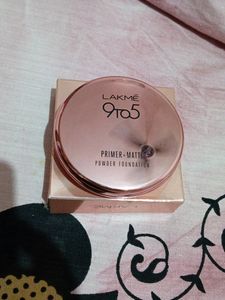 LAKMÉ
9TO5
PRIMER + MATTE
POWDER FOUNDATION